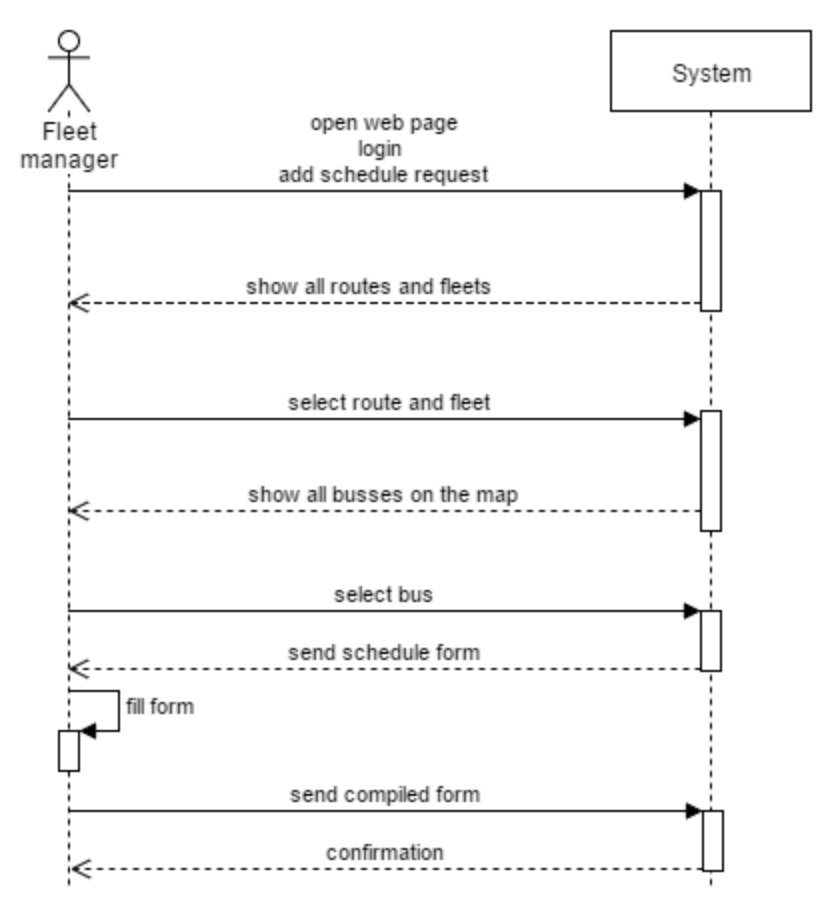 System
Fleet
manager
open web page
login
add schedule request
show all routes and fleets
select route and fleet
show all busses on the map
select bus
send schedule form
fill form
send compiled form
confirmation